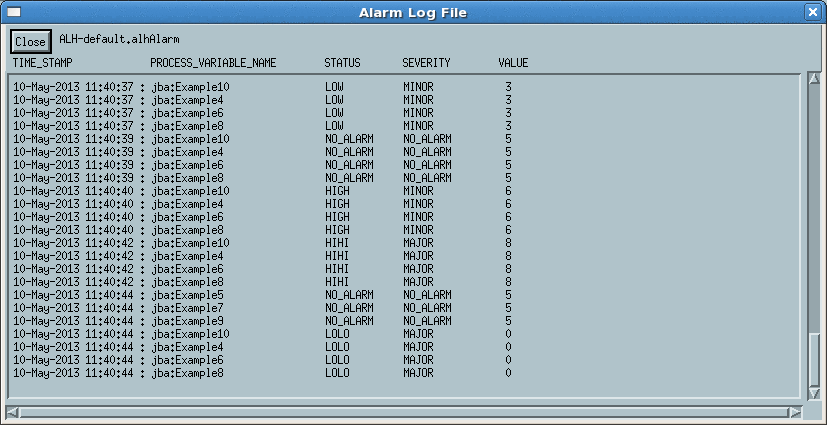 Alarm Log File
Close ALH-default.alhAlarm
TIME_STAMP PROCESS_VARIABLE_NAME STATUS SEVERITY VALUE
10-May-2013 11:40:37 : jba:Example10 LOW MINOR 3
10-May-2013 11:40:37 : jba:Example4 LOW MINOR 3
10-May-2013 11:40:37 : jba:Example6 LOW MINOR 3
10-May-2013 11:40:37 : jba:Example8 LOW MINOR 3
10-May-2013 11:40:39 : jba:Example10 NO_ALARM NO_ALARM 5
10-May-2013 11:40:39 : jba:Example4 NO_ALARM NO_ALARM 5
10-May-2013 11:40:39 : jba:Example6 NO_ALARM NO_ALARM 5
10-May-2013 11:40:39 : jba:Example8 NO_ALARM NO_ALARM 5
10-May-2013 11:40:40 : jba:Example10 HIGH MINOR 6
10-May-2013 11:40:40 : jba:Example4 HIGH MINOR 6
10-May-2013 11:40:40 : jba:Example6 HIGH MINOR 6
10-May-2013 11:40:40 : jba:Example8 HIGH MINOR 6
10-May-2013 11:40:42 : jba:Example10 HIHI MAJOR 8
10-May-2013 11:40:42 : jba:Example4 HIHI MAJOR 8
10-May-2013 11:40:42 : jba:Example6 HIHI MAJOR 8
10-May-2013 11:40:42 : jba:Example8 HIHI MAJOR 8
10-May-2013 11:40:44 : jba:Example5 NO_ALARM NO_ALARM 5
10-May-2013 11:40:44 : jba:Example7 NO_ALARM NO_ALARM 5
10-May-2013 11:40:44 : jba:Example9 NO_ALARM NO_ALARM 5
10-May-2013 11:40:44 : jba:Example10 LOLO MAJOR 0
10-May-2013 11:40:44 : jba:Example4 LOLO MAJOR 0
10-May-2013 11:40:44 : jba:Example6 LOLO MAJOR 0
10-May-2013 11:40:44 : jba:Example8 LOLO MAJOR 0